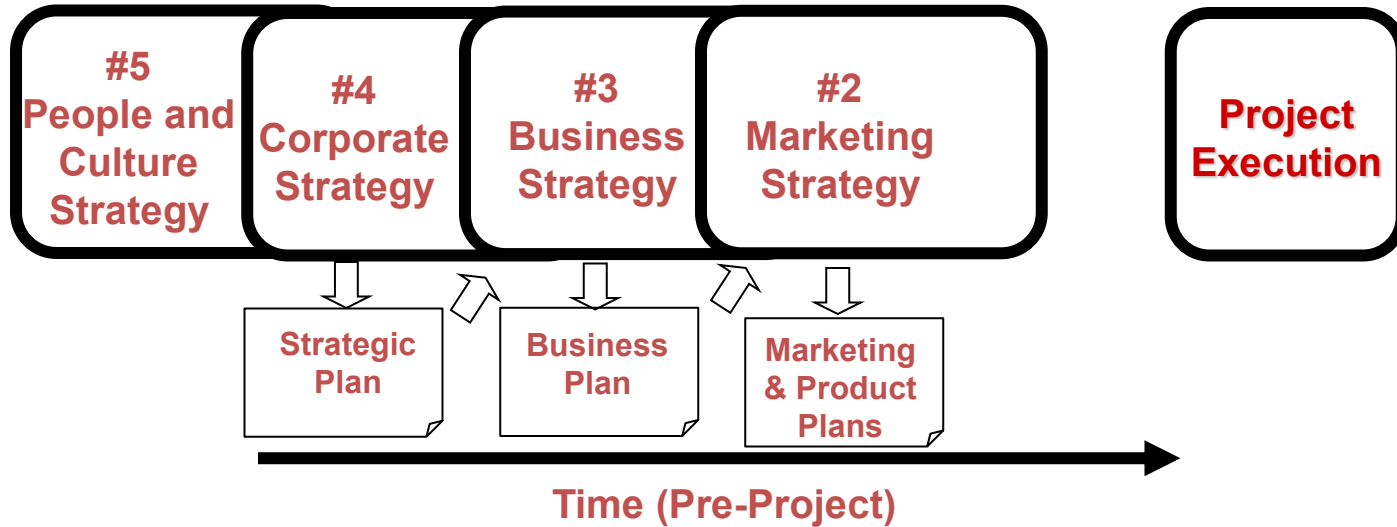 #5
People and
Culture
Strategy
#4
Corporate
Strategy
#3
Business
Strategy
#2
Marketing
Strategy
Project
Execution
Strategic
Plan
Business
Plan
Marketing
& Product
Plans
Time (Pre-Project)